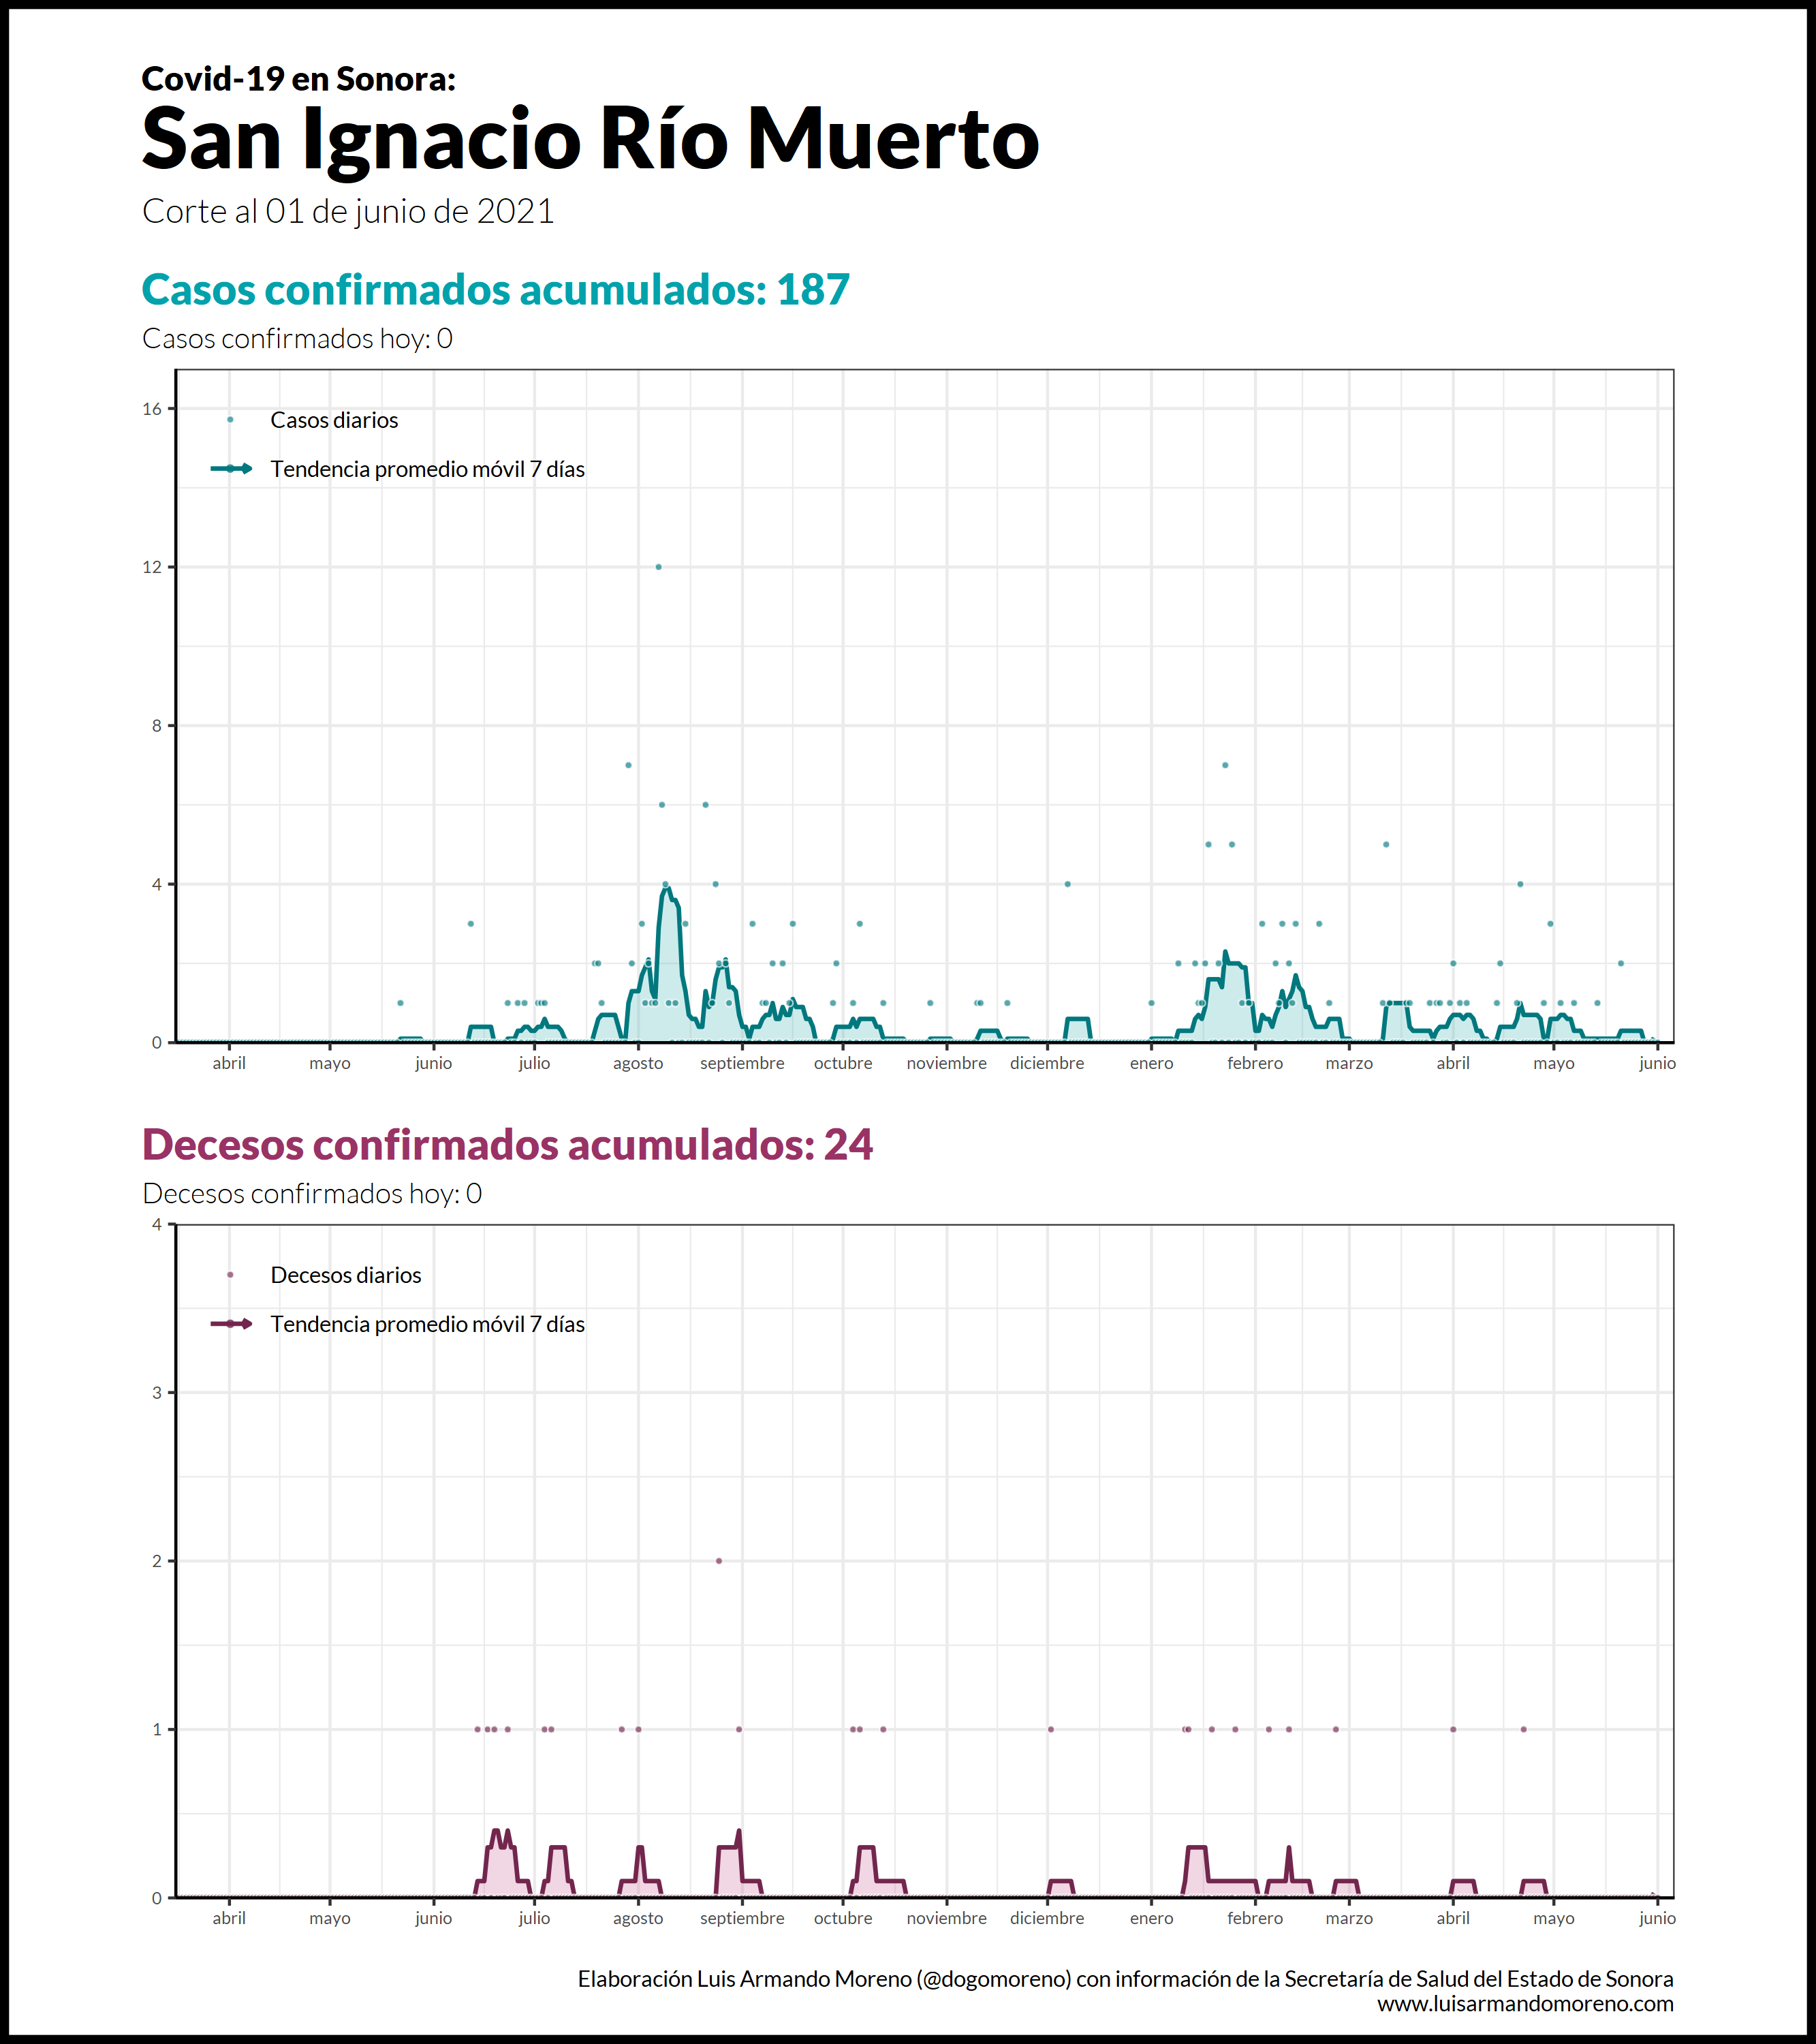 Covid-19 en Sonora:
San Ignacio Río Muerto
Corte al 01 de junio de 2021
Casos confirmados acumulados: 187
Casos confirmados hoy: 0
16
Casos diarios
Tendencia promedio móvil 7 días
12
8
4
0
abril mayo junio julio agosto septiembre octubre noviembre diciembre enero febrero marzo abril mayo junio
Decesos confirmados acumulados: 24
Decesos confirmados hoy: 0
4
Decesos diarios
Tendencia promedio móvil 7 días
3
2
1
0
abril mayo junio julio agosto septiembre octubre noviembre diciembre enero febrero marzo abril mayo junio
Elaboración Luis Armando Moreno (@dogomoreno) con información de la Secretaría de Salud del Estado de Sonora
www.luisarmandomoreno.com